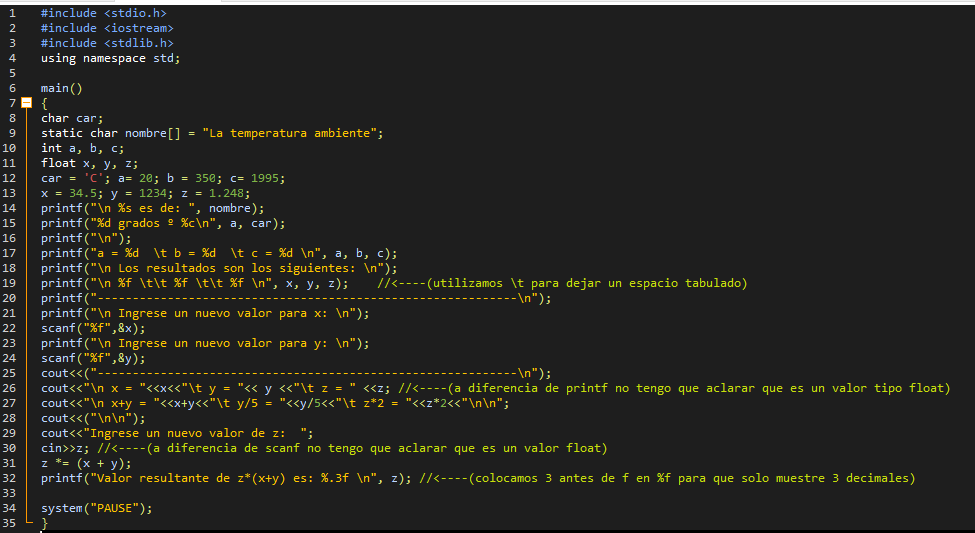 1 #include <stdio.h>
2 #include <iostream>
3 #include <stdlib.h>
4 using namespace std;
5
6 main()
7 {
8 char car;
9 static char nombre[] = "La temperatura ambiente";
10 int a, b, c;
11 float x, y, z;
12 car = 'C'; a= 20; b = 350; c= 1995;
13 x = 34.5; y = 1234; z = 1.248;
14 printf("\n %s es de: ", nombre);
15 printf("%d grados º %c\n", a, car);
16 printf("\n");
17 printf("a = %d  \t b = %d  \t c = %d \n", a, b, c);
18 printf("\n Los resultados son los siguientes: \n");
19 printf("\n %f \t\t %f \t\t %f \n", x, y, z);    //<----(utilizamos \t para dejar un espacio tabulado)
20 printf("------------------------------------------------------------\n");
21 printf("\n Ingrese un nuevo valor para x: \n");
22 scanf("%f",&x);
23 printf("\n Ingrese un nuevo valor para y: \n");
24 scanf("%f",&y);
25 cout<<("------------------------------------------------------------\n");
26 cout<<"\n x = "<<x<<"\t y = "<< y <<"\t z = " <<z; //<----(a diferencia de printf no tengo que aclarar que es un valor tipo float)
27 cout<<"\n x+y = "<<x+y<<"\t y/5 = "<<y/5<<"\t z*2 = "<<z*2<<"\n\n";
28 cout<<("\n\n");
29 cout<<"Ingrese un nuevo valor de z:  ";
30 cin>>z; //<----(a diferencia de scanf no tengo que aclarar que es un valor float)
31 z *= (x + y);
32 printf("Valor resultante de z*(x+y) es: %.3f \n", z); //<----(colocamos 3 antes de f en %f para que solo muestre 3 decimales)
33
34 system("PAUSE");
35 }